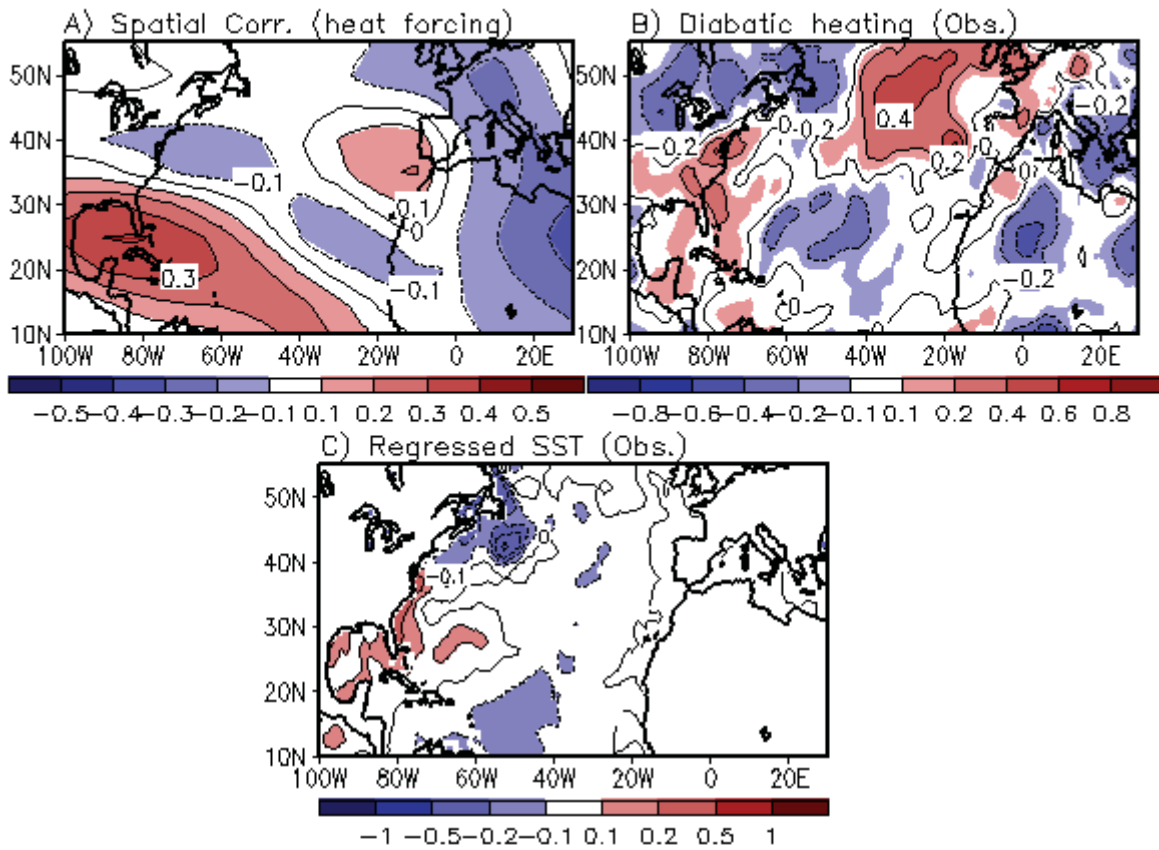 A) Spatial Corr. (heat forcing)
B) Diabatic heating (Obs.)
50N
40N
30N
20N
10N
100W 80W 60W 40W 20W 0 20E
-0.1
0.1
0
-0.1
0.3
-0.5 -0.4 -0.3 -0.2 -0.1 0.1 0.2 0.3 0.4 0.5
50N
40N
30N
20N
10N
100W 80W 60W 40W 20W 0 20E
0.4
-0.2
-0.2
-0.2
0.2
-0.2
0
-0.8 -0.6 -0.4 -0.2 -0.1 0.1 0.2 0.4 0.6 0.8
C) Regressed SST (Obs.)
50N
40N
30N
20N
10N
0
-0.1
100W 80W 60W 40W 20W 0 20E
-1 -0.5 -0.2 -0.1 0.1 0.2 0.5 1